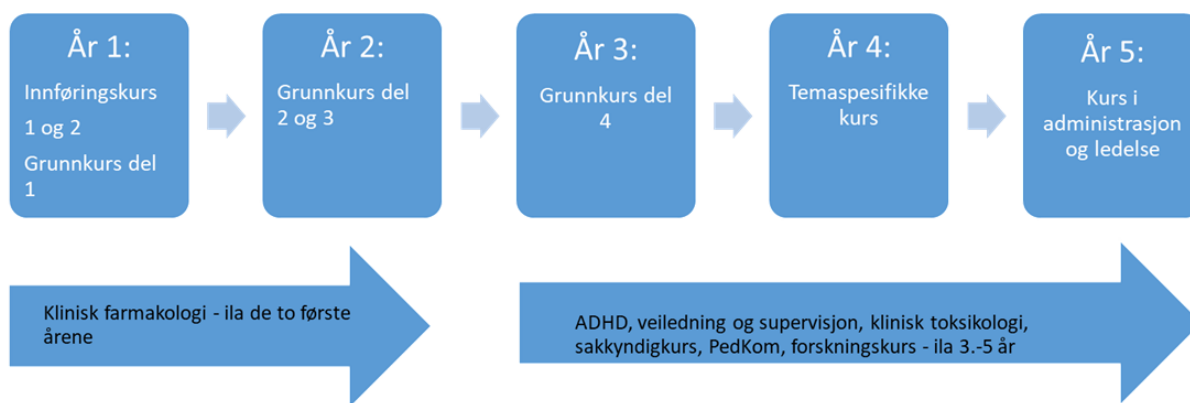 År 1:
Innføringskurs
1 og 2
Grunnkurs del
1
År 2:
Grunnkurs del
2 og 3
År 3:
Grunnkurs del
4
År 4:
Temaspesifikke
kurs
År 5:
Kurs i
administrasjon
og ledelse
Klinisk farmakologi - ila de to første
årene
ADHD, veiledning og supervisjon, klinisk toksikologi,
sakkyndigkurs, PedKom, forskningskurs - ila 3.-5 år